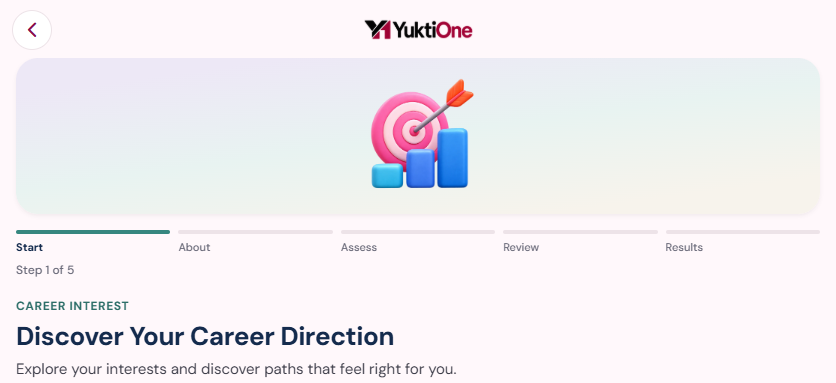 YuktiOne
Start
About
Assess
Review
Results
Step 1 of 5
CAREER INTEREST
Discover Your Career Direction
Explore your interests and discover paths that feel right for you.